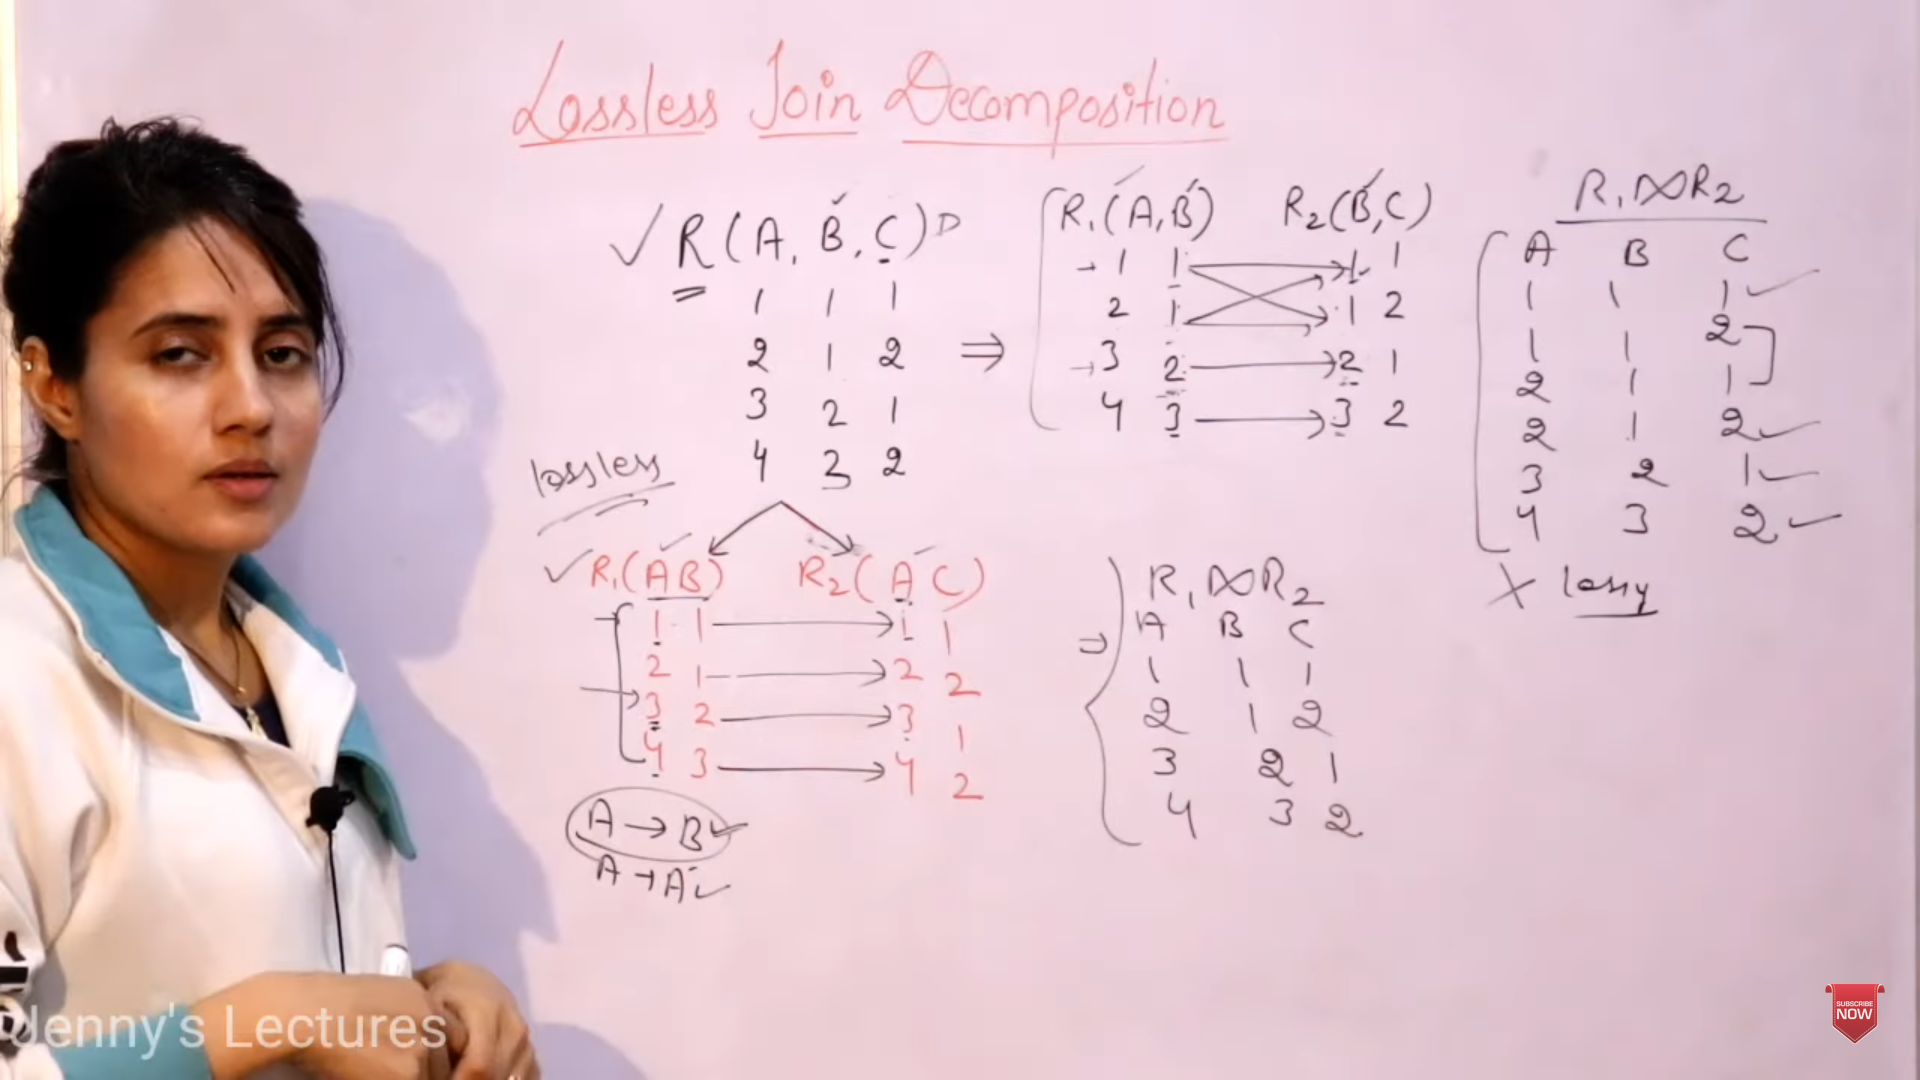 Lossless Join Decomposition
R(A, B, C)
1 1 1
2 1 2
3 2 1
4 3 2
⇒
R1(A,B) R2(B,C)
1 1 → 1 1
2 1 → 1 2
3 2 → 2 1
4 3 → 3 2
R1⋈R2
A B C
1 1 1
1 1 2
2 1 1
2 1 2
3 2 1
4 3 2
X lossy
lossless
R1(AB) R2(AC)
1 1 → 1 1
2 1 → 2 2
3 2 → 3 1
4 3 → 4 2
A → B
A → A
⇒
R1⋈R2
A B C
1 1 1
2 1 2
3 2 1
4 3 2
Jenny's Lectures
SUBSCRIBE
NOW